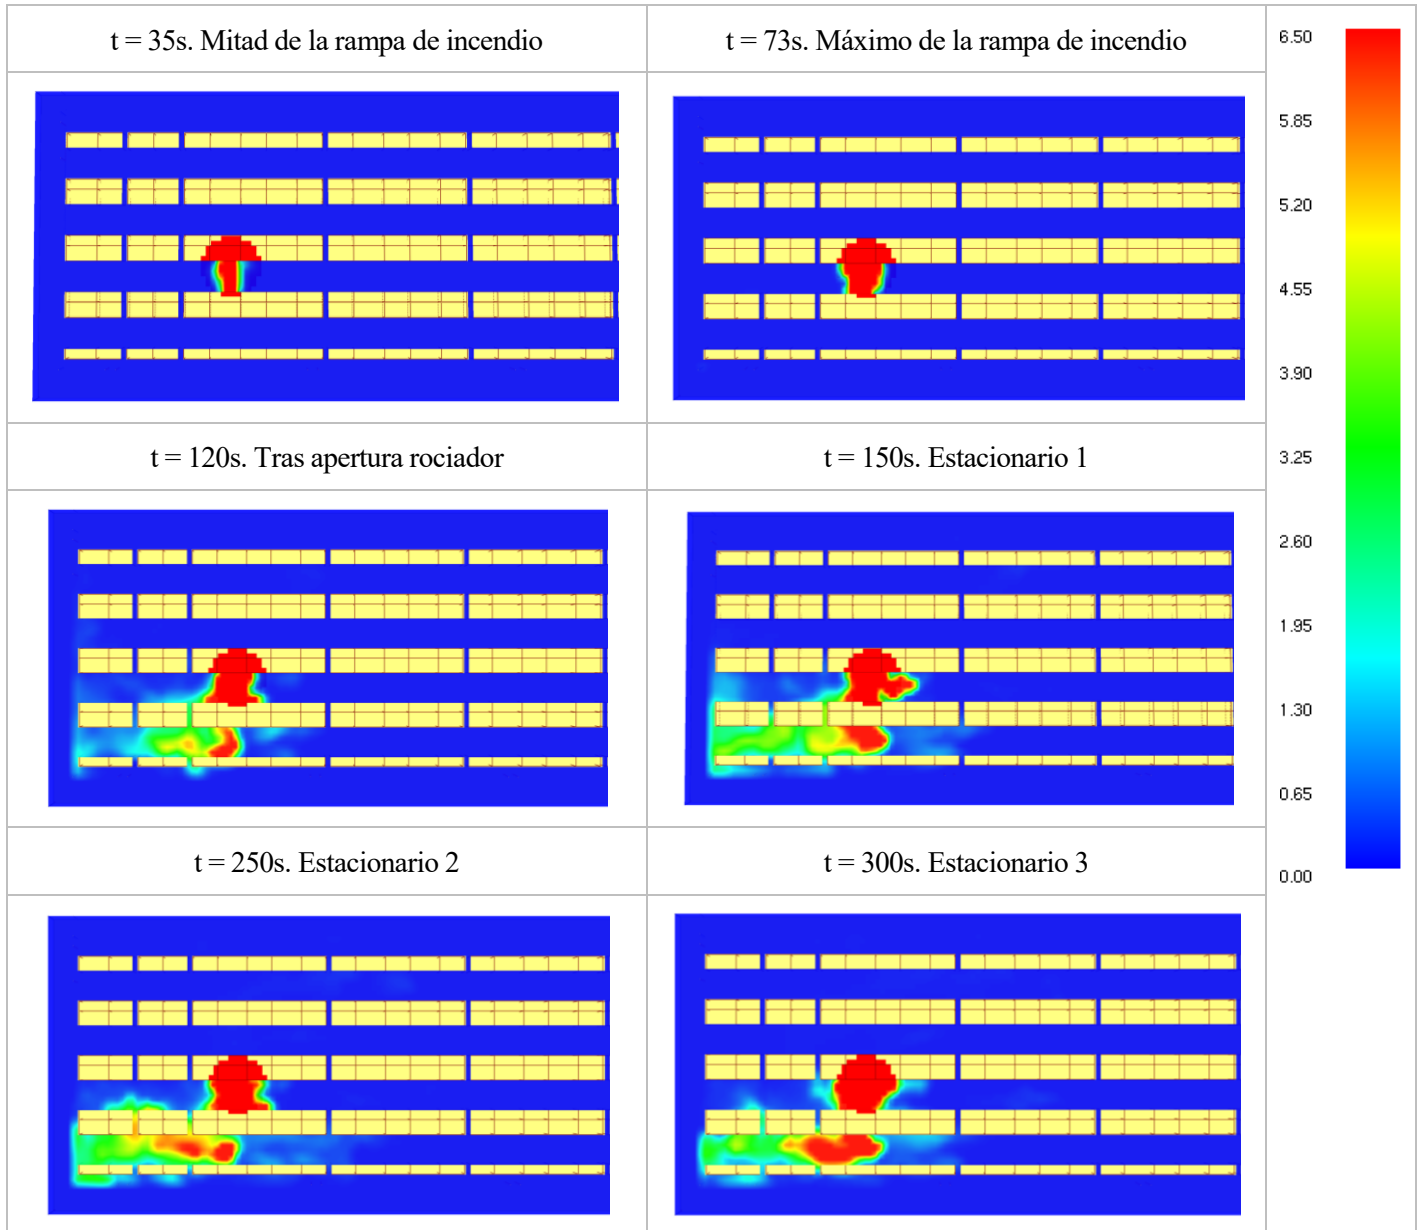 t = 35s. Mitad de la rampa de incendio
t = 73s. Máximo de la rampa de incendio
t = 120s. Tras apertura rociador
t = 150s. Estacionario 1
t = 250s. Estacionario 2
t = 300s. Estacionario 3
6.50
5.85
5.20
4.55
3.90
3.25
2.60
1.95
1.30
0.65
0.00